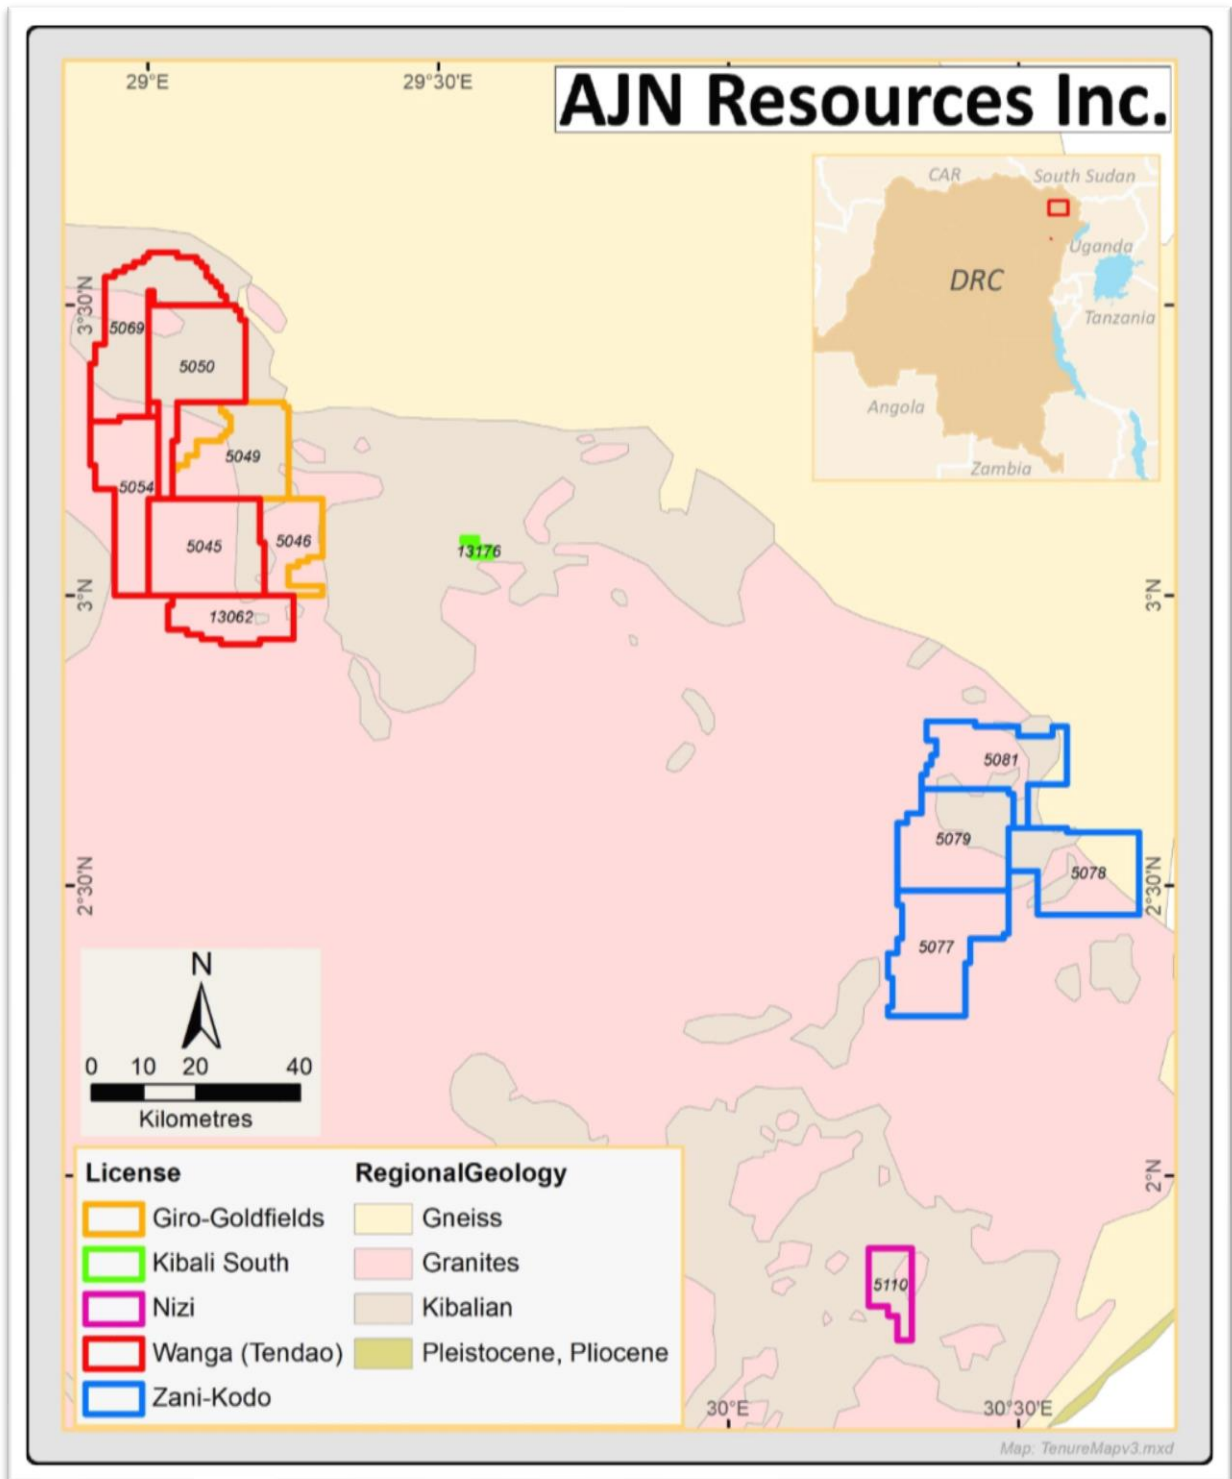 AJN Resources Inc.
29°E
29°30'E
CAR
South Sudan
Uganda
DRC
Tanzania
Angola
Zambia
3°30'N
5069
5050
5049
5054
5045
5046
13176
3°N
3°N
13062
5081
5079
5078
2°30'N
2°30'N
5077
N
0 10 20 40
Kilometres
2°N
License
Giro-Goldfields
Kibali South
Nizi
Wanga (Tendao)
Zani-Kodo
RegionalGeology
Gneiss
Granites
Kibalian
Pleistocene, Pliocene
5110
30°E
30°30'E
Map: TenureMapv3.mxd